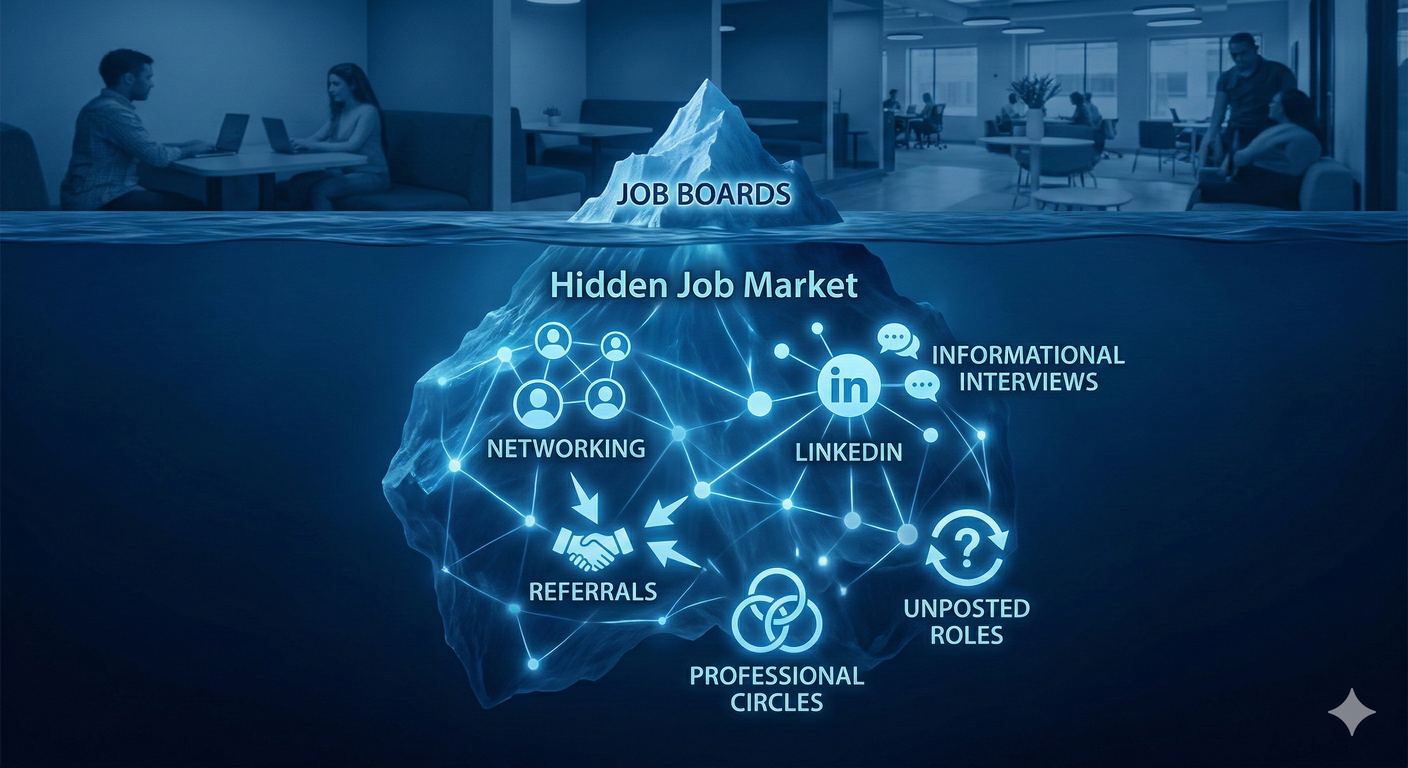 JOB BOARDS
Hidden Job Market
INFORMATIONAL
INTERVIEWS
in
NETWORKING
LINKEDIN
REFERRALS
UNPOSTED
ROLES
?
PROFESSIONAL
CIRCLES